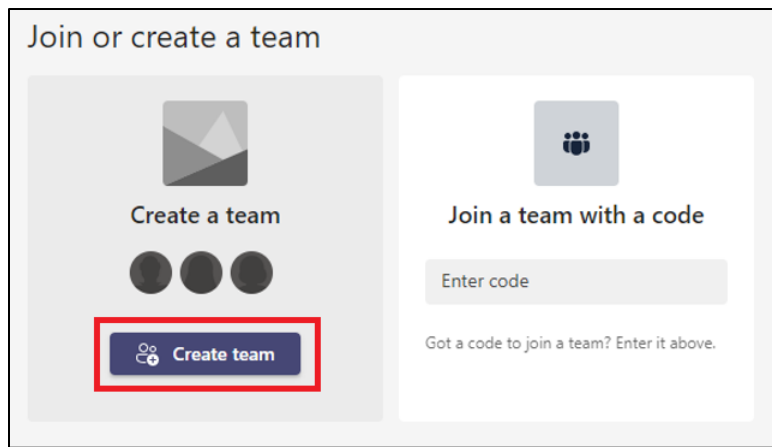 Join or create a team
Create a team
Create team
Join a team with a code
Enter code
Got a code to join a team? Enter it above.